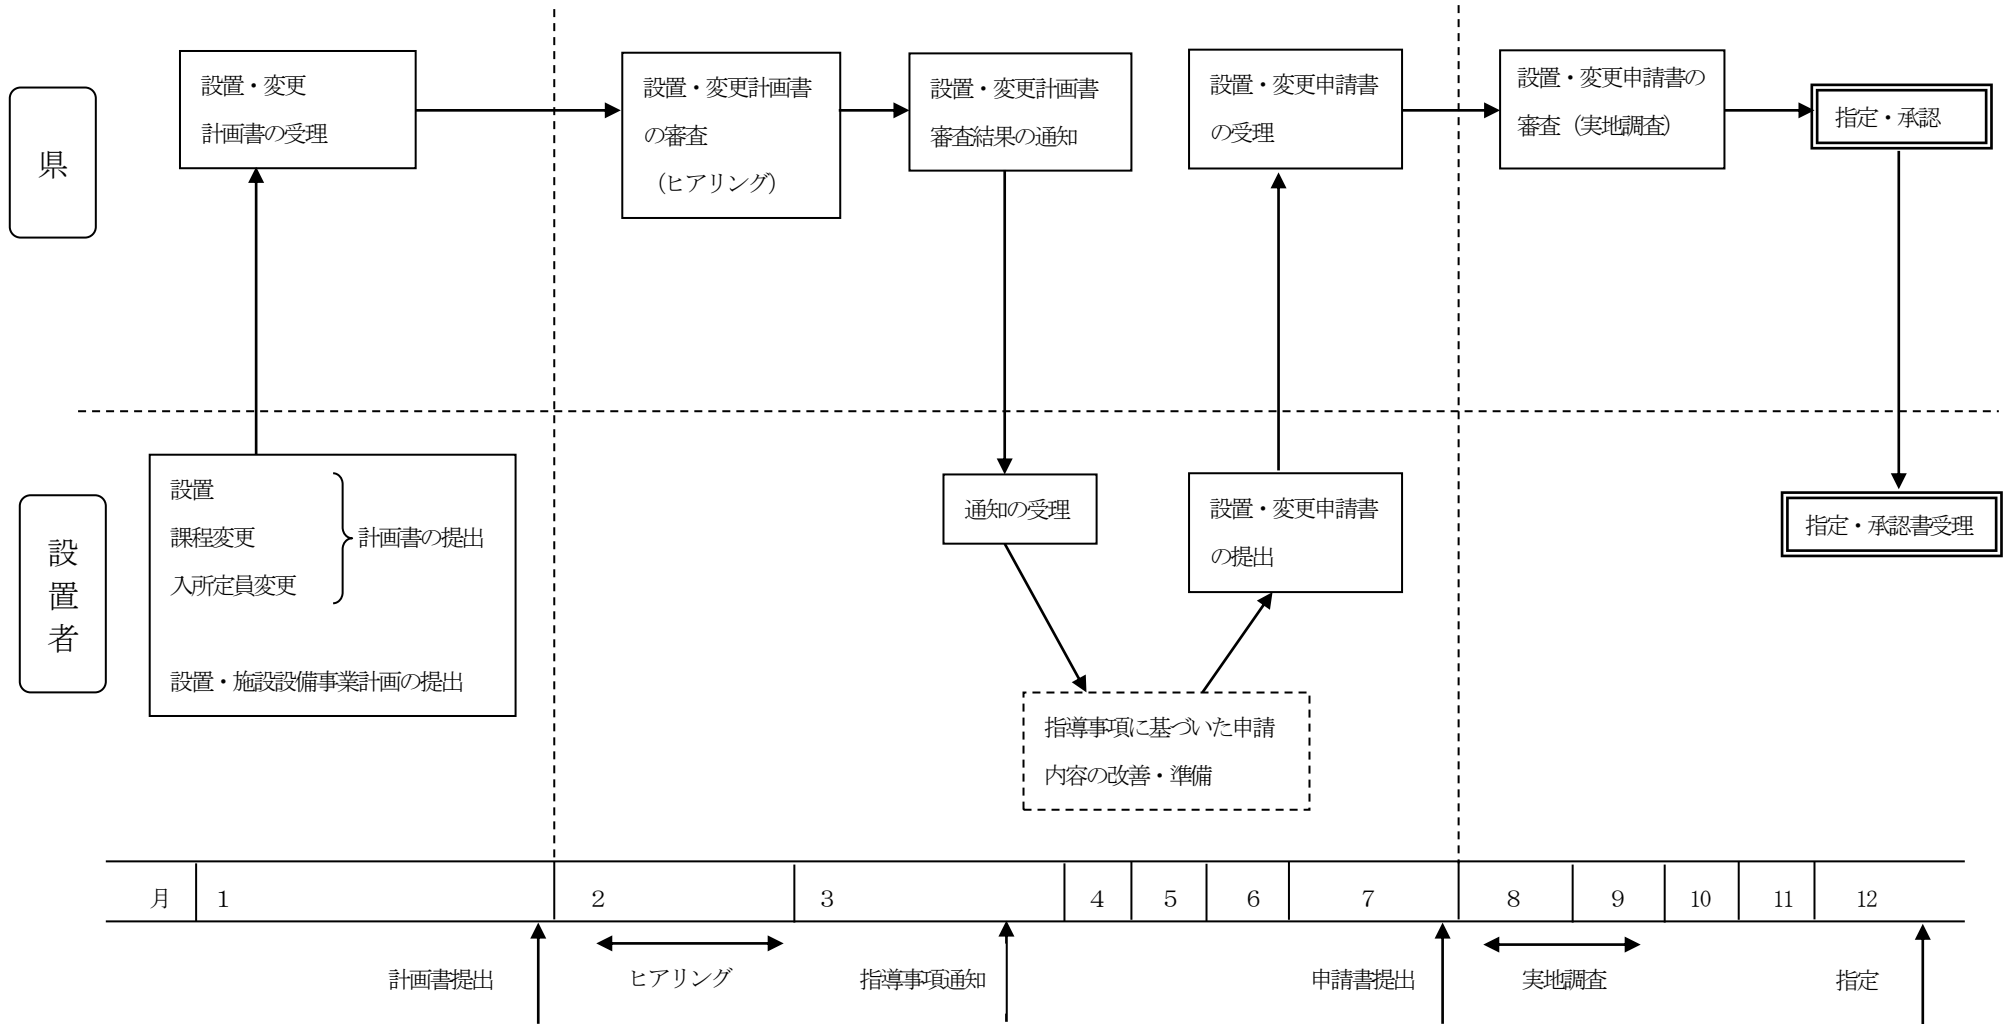 県
設置・変更
計画書の受理
設置・変更計画書
の審査
（ヒアリング）
設置・変更計画書
審査結果の通知
設置・変更申請書
の受理
設置・変更申請書の
審査（実地調査）
指定・承認
設置者
設置
課程変更
入所定員変更
計画書の提出
設置・施設設備事業計画の提出
通知の受理
設置・変更申請書
の提出
指定・承認書受理
指導事項に基づいた申請
内容の改善・準備
月 1 2 3 4 5 6 7 8 9 10 11 12
計画書提出 ヒアリング 指導事項通知 申請書提出 実地調査 指定